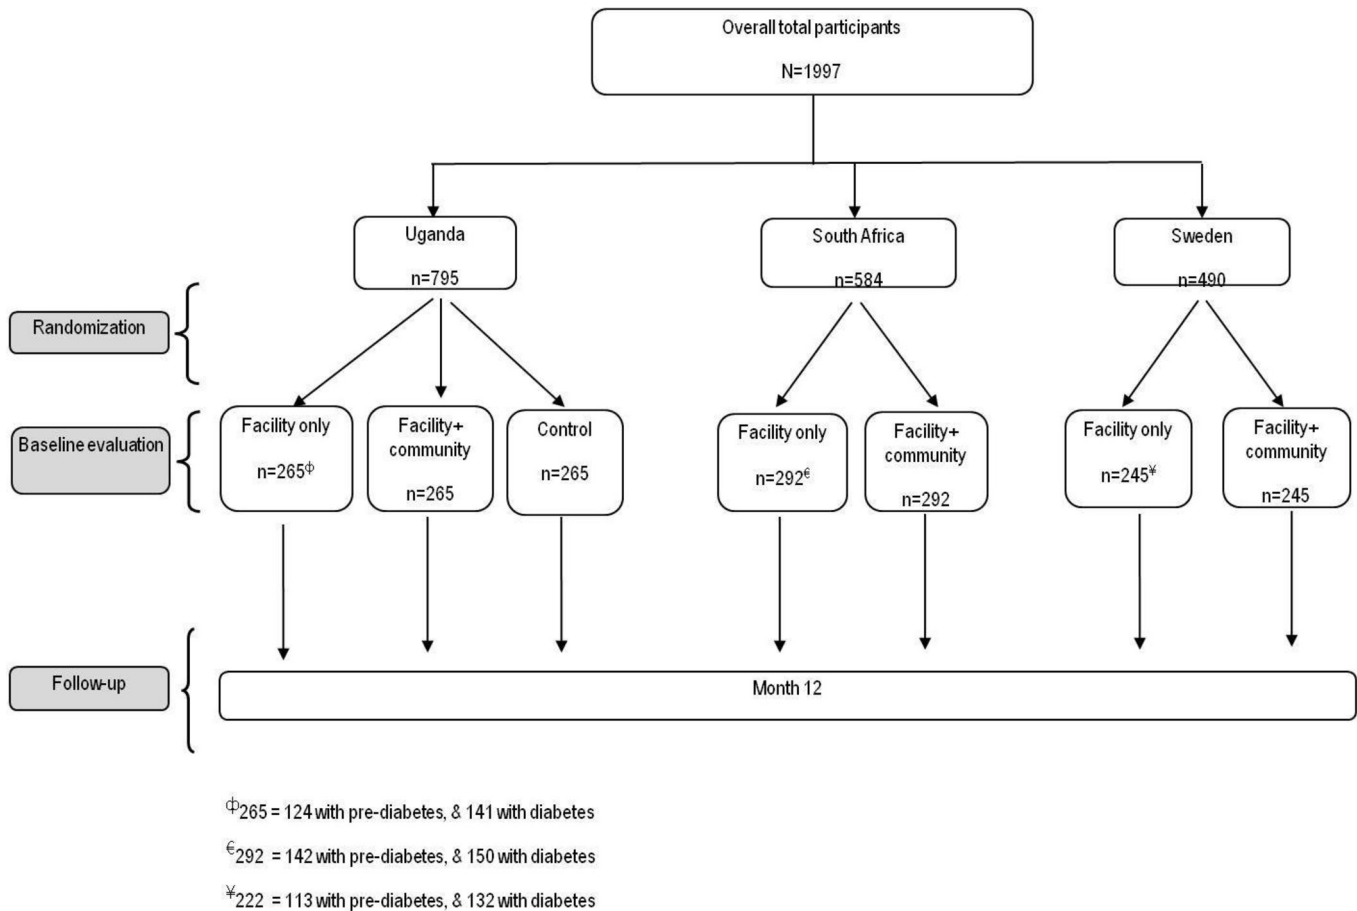 Overall total participants
N=1997
Uganda
n=795
South Africa
n=584
Sweden
n=490
Randomization
Baseline evaluation
Facility only
n=265ϕ
Facility+
community
n=265
Control
n=265
Facility only
n=292€
Facility+
community
n=292
Facility only
n=245¥
Facility+
community
n=245
Follow-up
Month 12
ϕ265 = 124 with pre-diabetes, & 141 with diabetes
€292 = 142 with pre-diabetes, & 150 with diabetes
¥222 = 113 with pre-diabetes, & 132 with diabetes